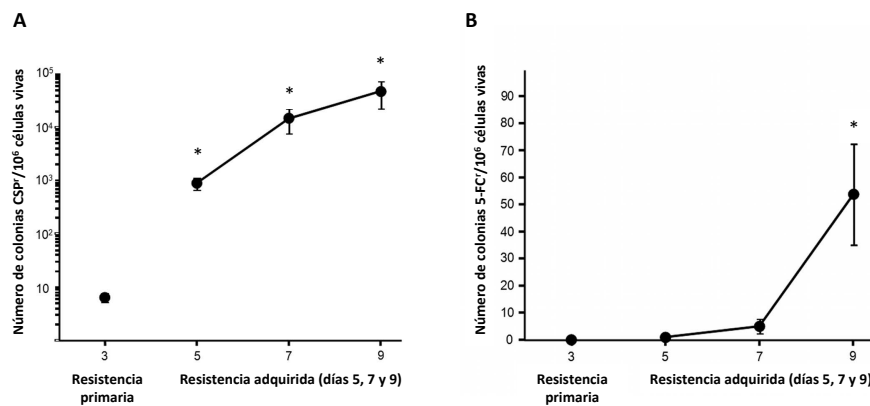 A
Número de colonias CSPʳ/10⁶ células vivas
10⁵
10⁴
10³
10²
10
*
*
*
3 5 7 9
Resistencia
primaria
Resistencia adquirida (días 5, 7 y 9)
B
Número de colonias 5-FCʳ/10⁶ células vivas
90
80
70
60
50
40
30
20
10
0
*
3 5 7 9
Resistencia
primaria
Resistencia adquirida (días 5, 7 y 9)